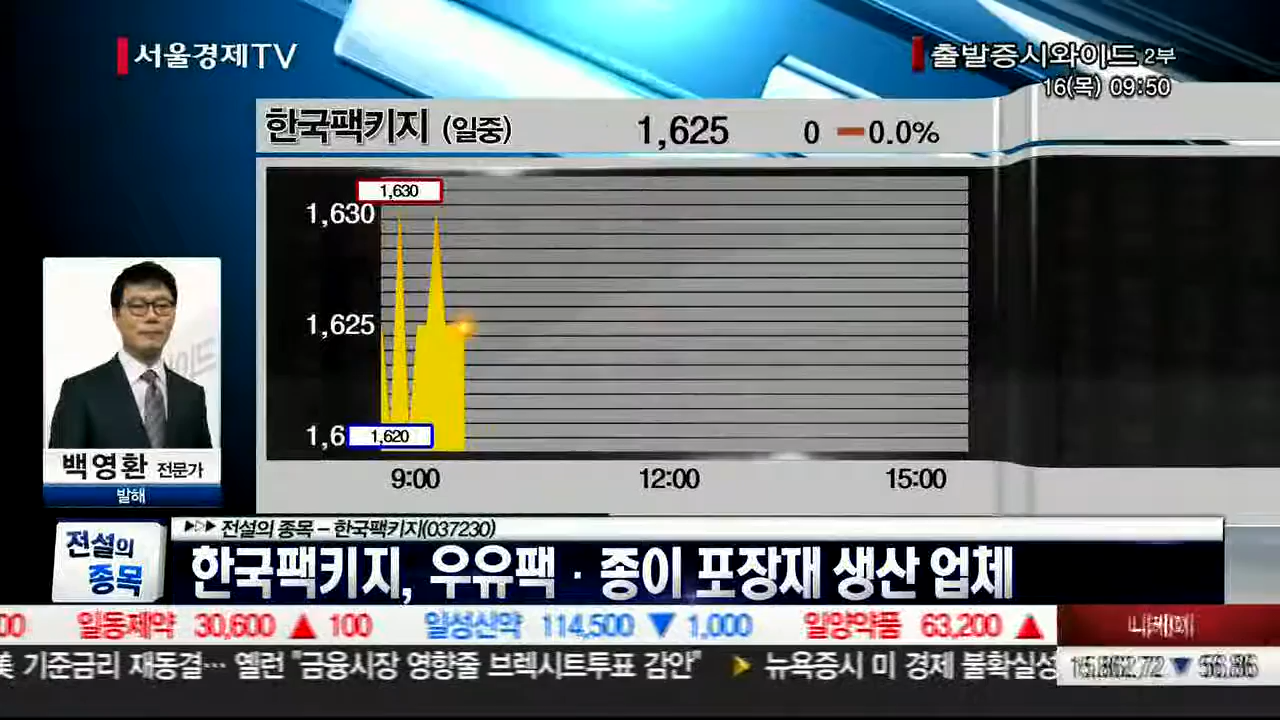 서울경제TV
출발증시와이드 2부
16(목) 09:50
한국팩키지 (일중) 1,625 0 0.0%
1,630
1,630
1,625
1,6
1,620
9:00 12:00 15:00
백영환 전문가
발해
▶▷▶ 전설의 종목 - 한국팩키지(037230)
전설의
종목
한국팩키지, 우유팩 · 종이 포장재 생산 업체
00 일동제약 30,600 ▲ 100 일성신약 114,500 ▼ 1,000 일양약품 63,200 ▲
기준금리 재동결… 옐런 "금융시장 영향줄 브렉시트투표 감안" 뉴욕증시 미 경제 불확실성